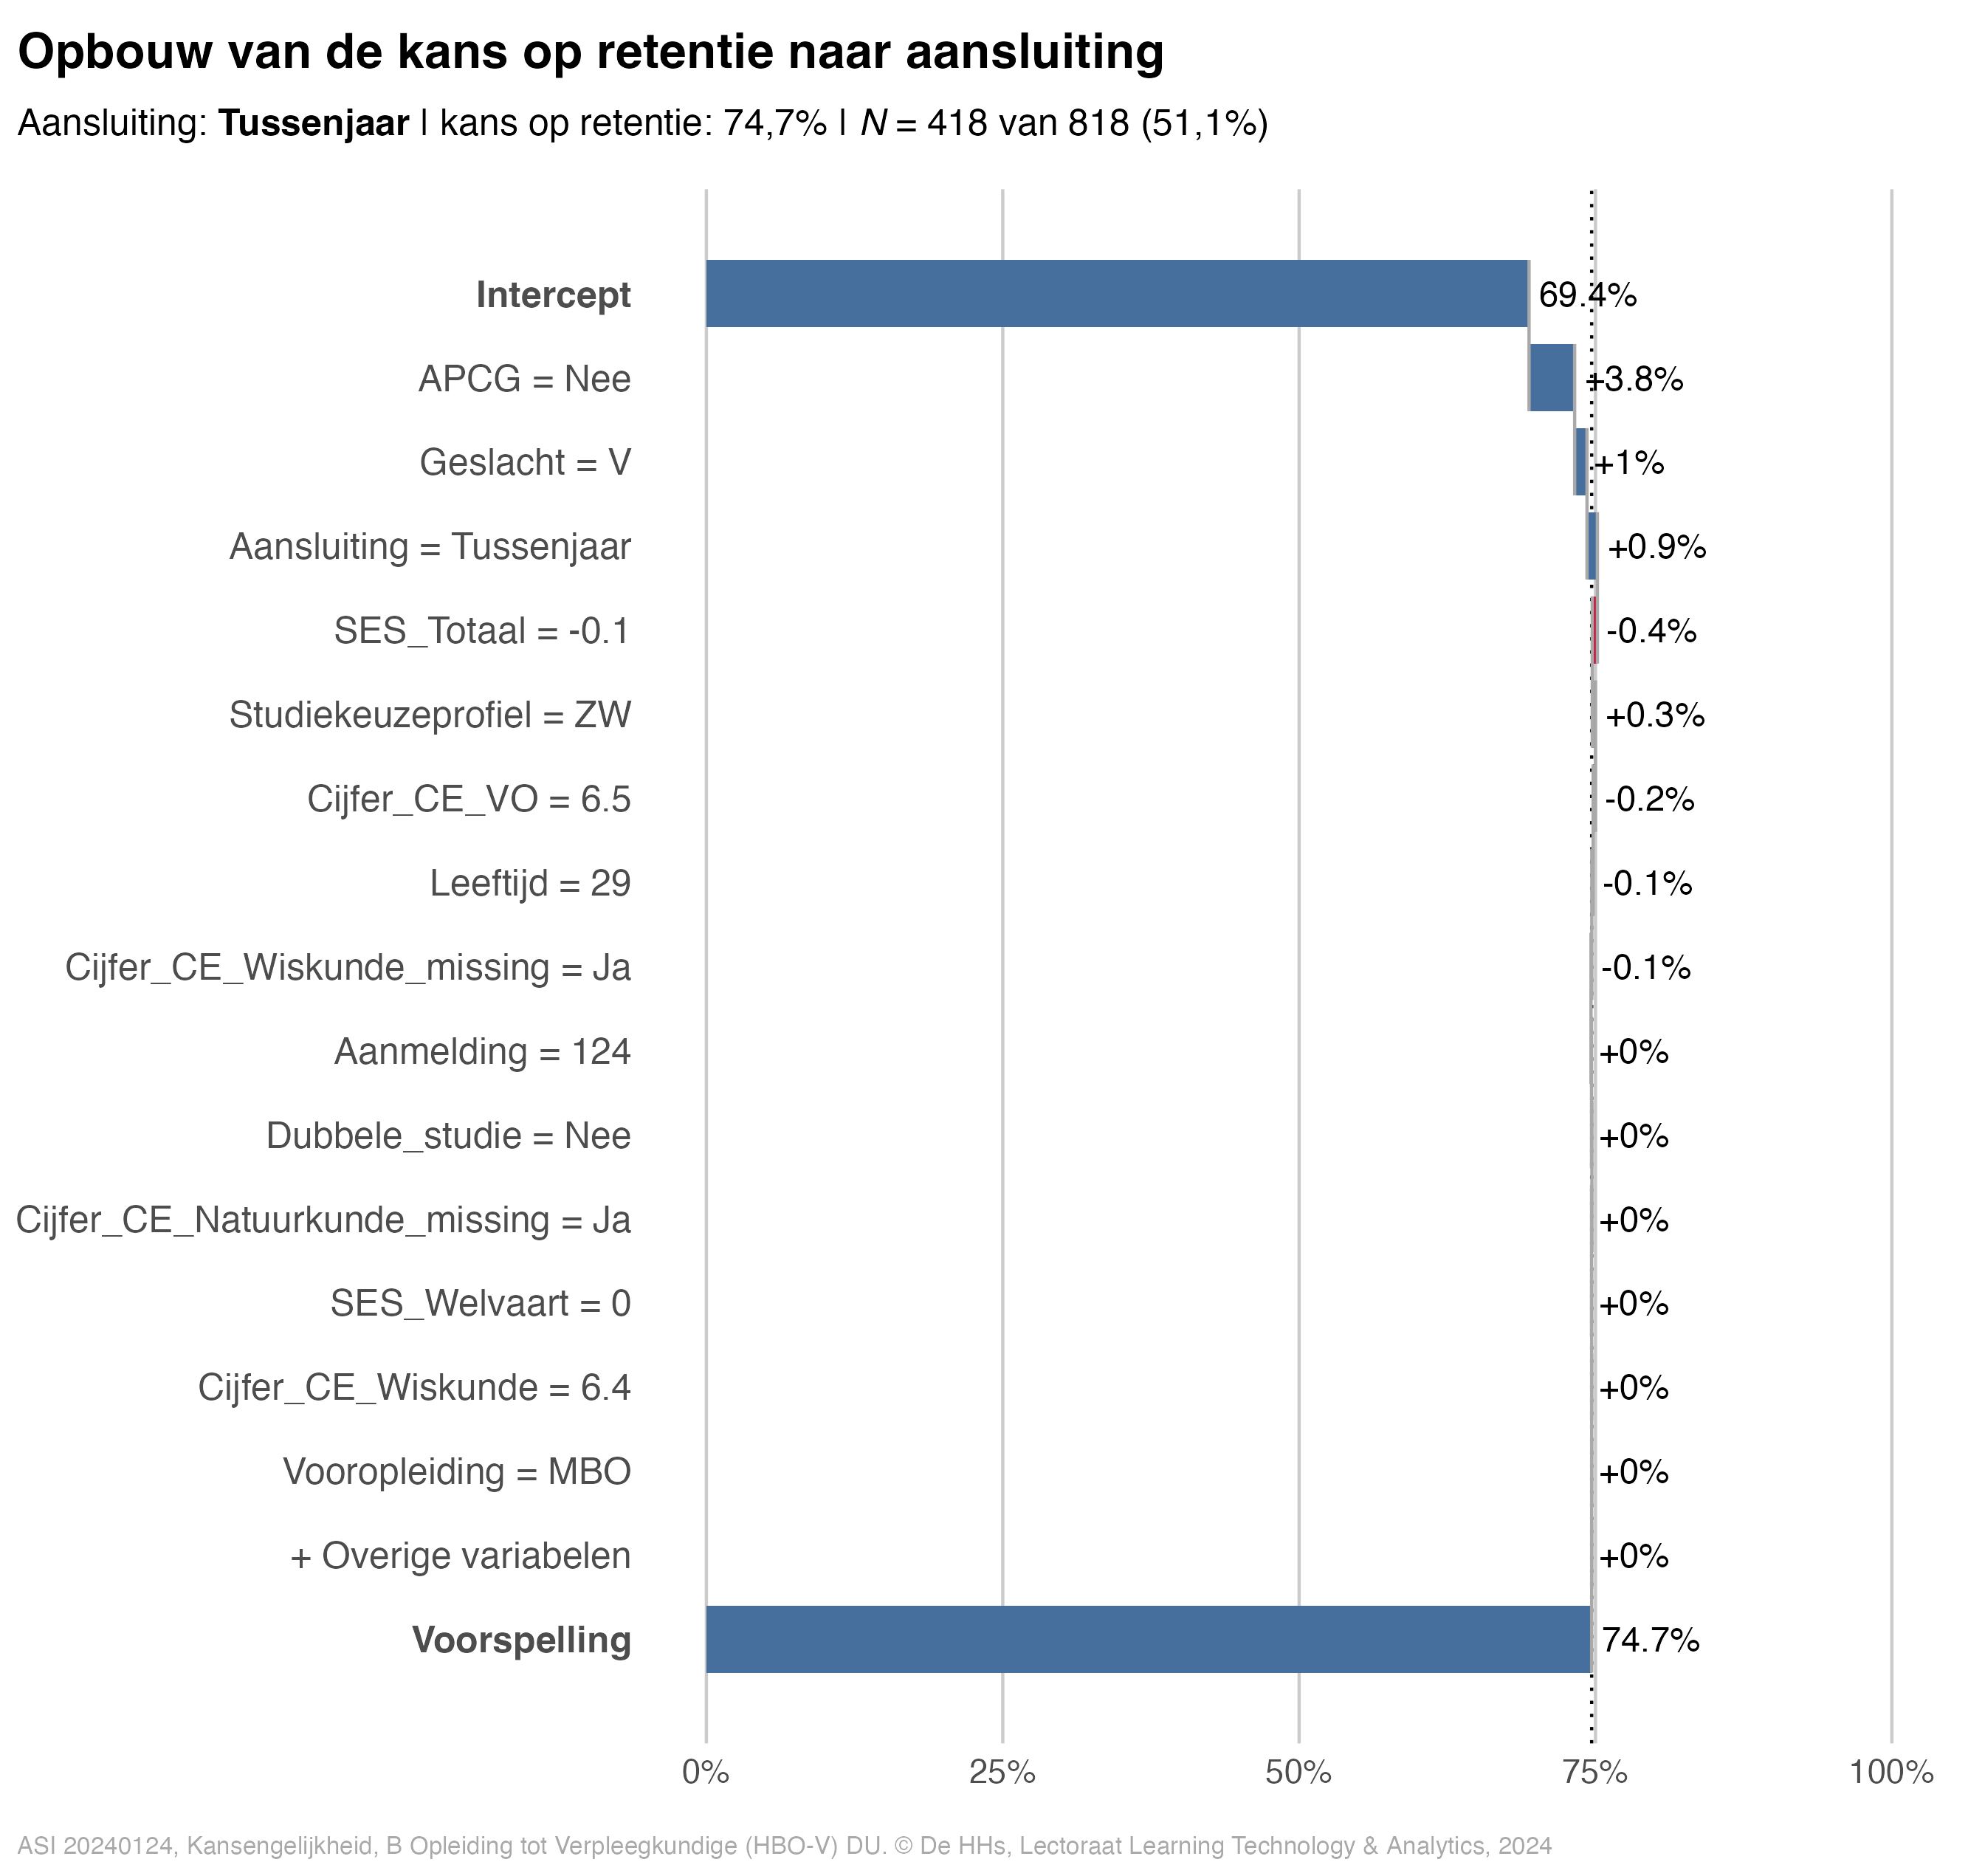 Opbouw van de kans op retentie naar aansluiting
Aansluiting: Tussenjaar | kans op retentie: 74,7% | N = 418 van 818 (51,1%)
Intercept 69.4%
APCG = Nee +3.8%
Geslacht = V +1%
Aansluiting = Tussenjaar +0.9%
SES_Totaal = -0.1 -0.4%
Studiekeuzeprofiel = ZW +0.3%
Cijfer_CE_VO = 6.5 -0.2%
Leeftijd = 29 -0.1%
Cijfer_CE_Wiskunde_missing = Ja -0.1%
Aanmelding = 124 +0%
Dubbele_studie = Nee +0%
Cijfer_CE_Natuurkunde_missing = Ja +0%
SES_Welvaart = 0 +0%
Cijfer_CE_Wiskunde = 6.4 +0%
Vooropleiding = MBO +0%
+ Overige variabelen +0%
Voorspelling 74.7%
0% 25% 50% 75% 100%
ASI 20240124, Kansengelijkheid, B Opleiding tot Verpleegkundige (HBO-V) DU. © De HHs, Lectoraat Learning Technology & Analytics, 2024